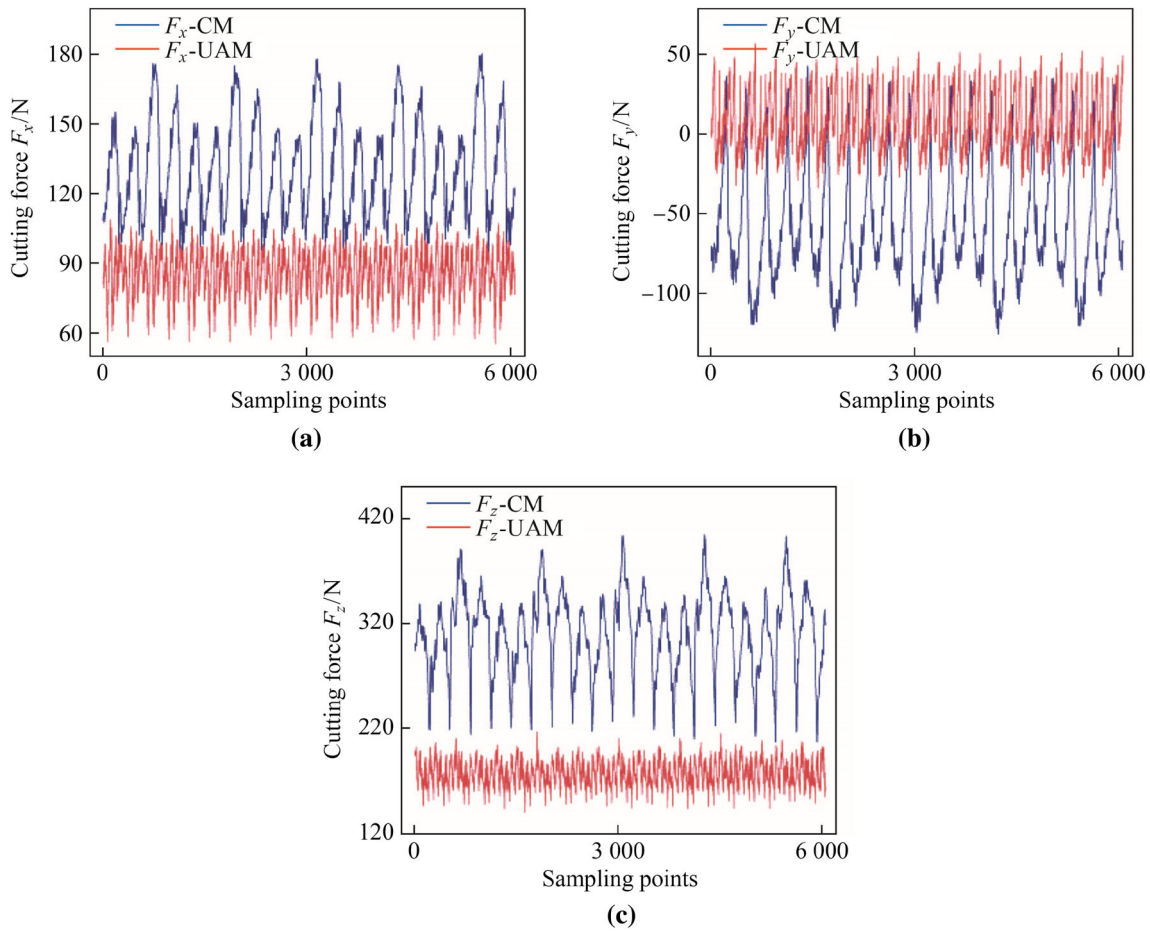 Fx-CM
Fx-UAM
180
150
120
90
60
Cutting force Fx/N
0
3 000
6 000
Sampling points
(a)
Fy-CM
Fy-UAM
50
0
−50
−100
Cutting force Fy/N
0
3 000
6 000
Sampling points
(b)
Fz-CM
Fz-UAM
420
320
220
120
Cutting force Fz/N
0
3 000
6 000
Sampling points
(c)